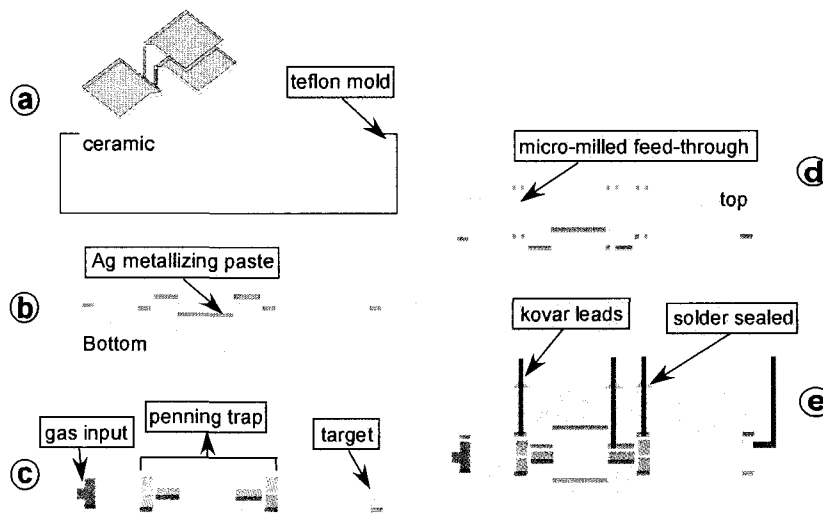 a
teflon mold
ceramic
b
Ag metallizing paste
Bottom
c
gas input
penning trap
target
d
micro-milled feed-through
top
e
kovar leads
solder sealed